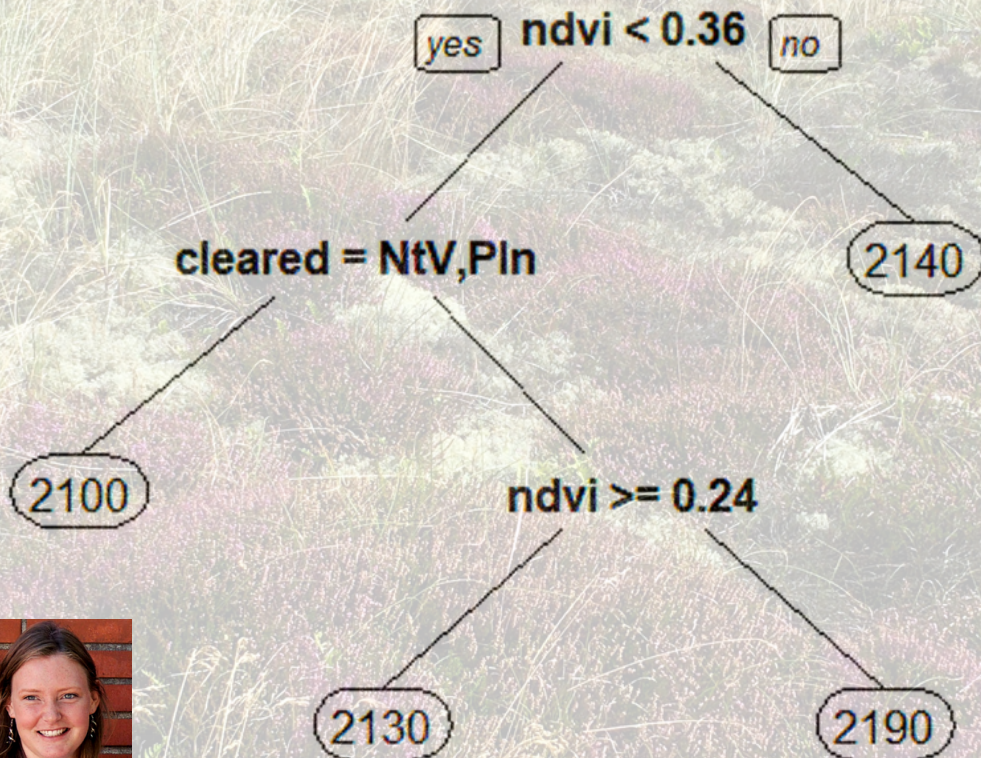 yes ndvi < 0.36 no
cleared = NtV,Pln
2140
2100
ndvi >= 0.24
2130
2190